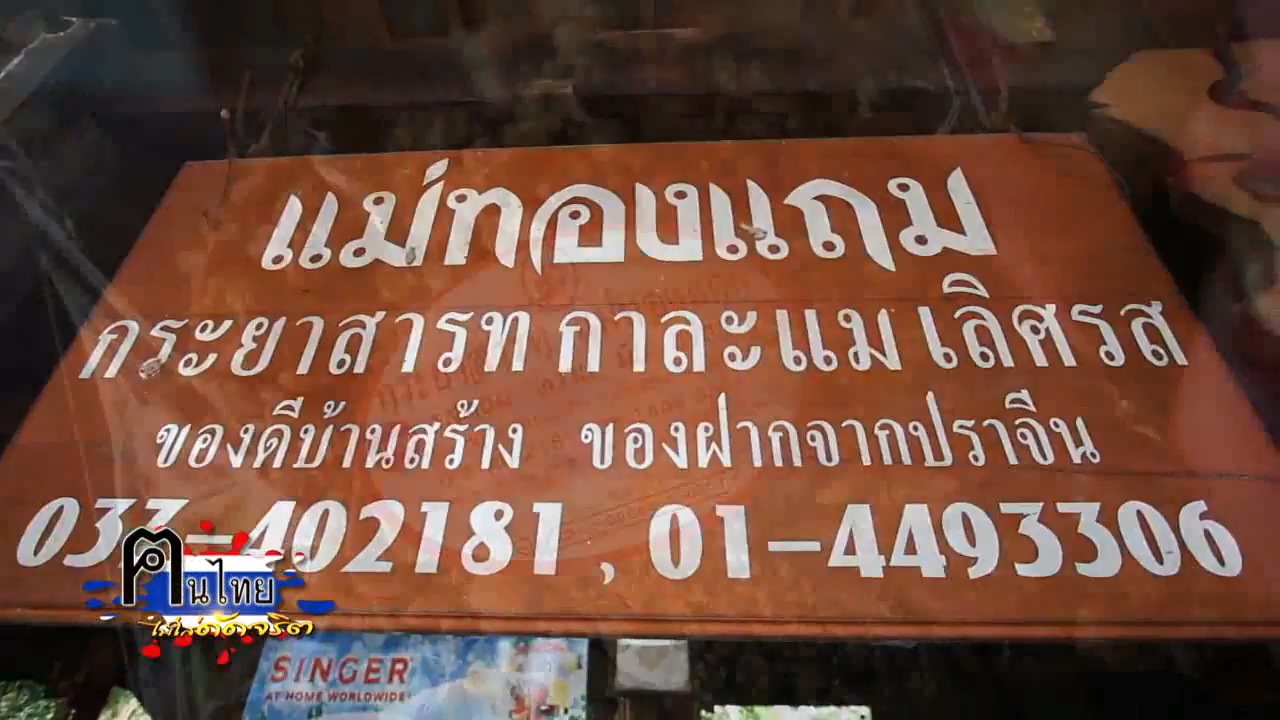 แม่ทองแถม
กระยาสารท กาละแม เลิศรส
ของดีบ้านสร้าง ของฝากจากปราจีน
037-402181, 01-4493306
ฅนไทย
SINGER
AT HOME WORLDWIDE